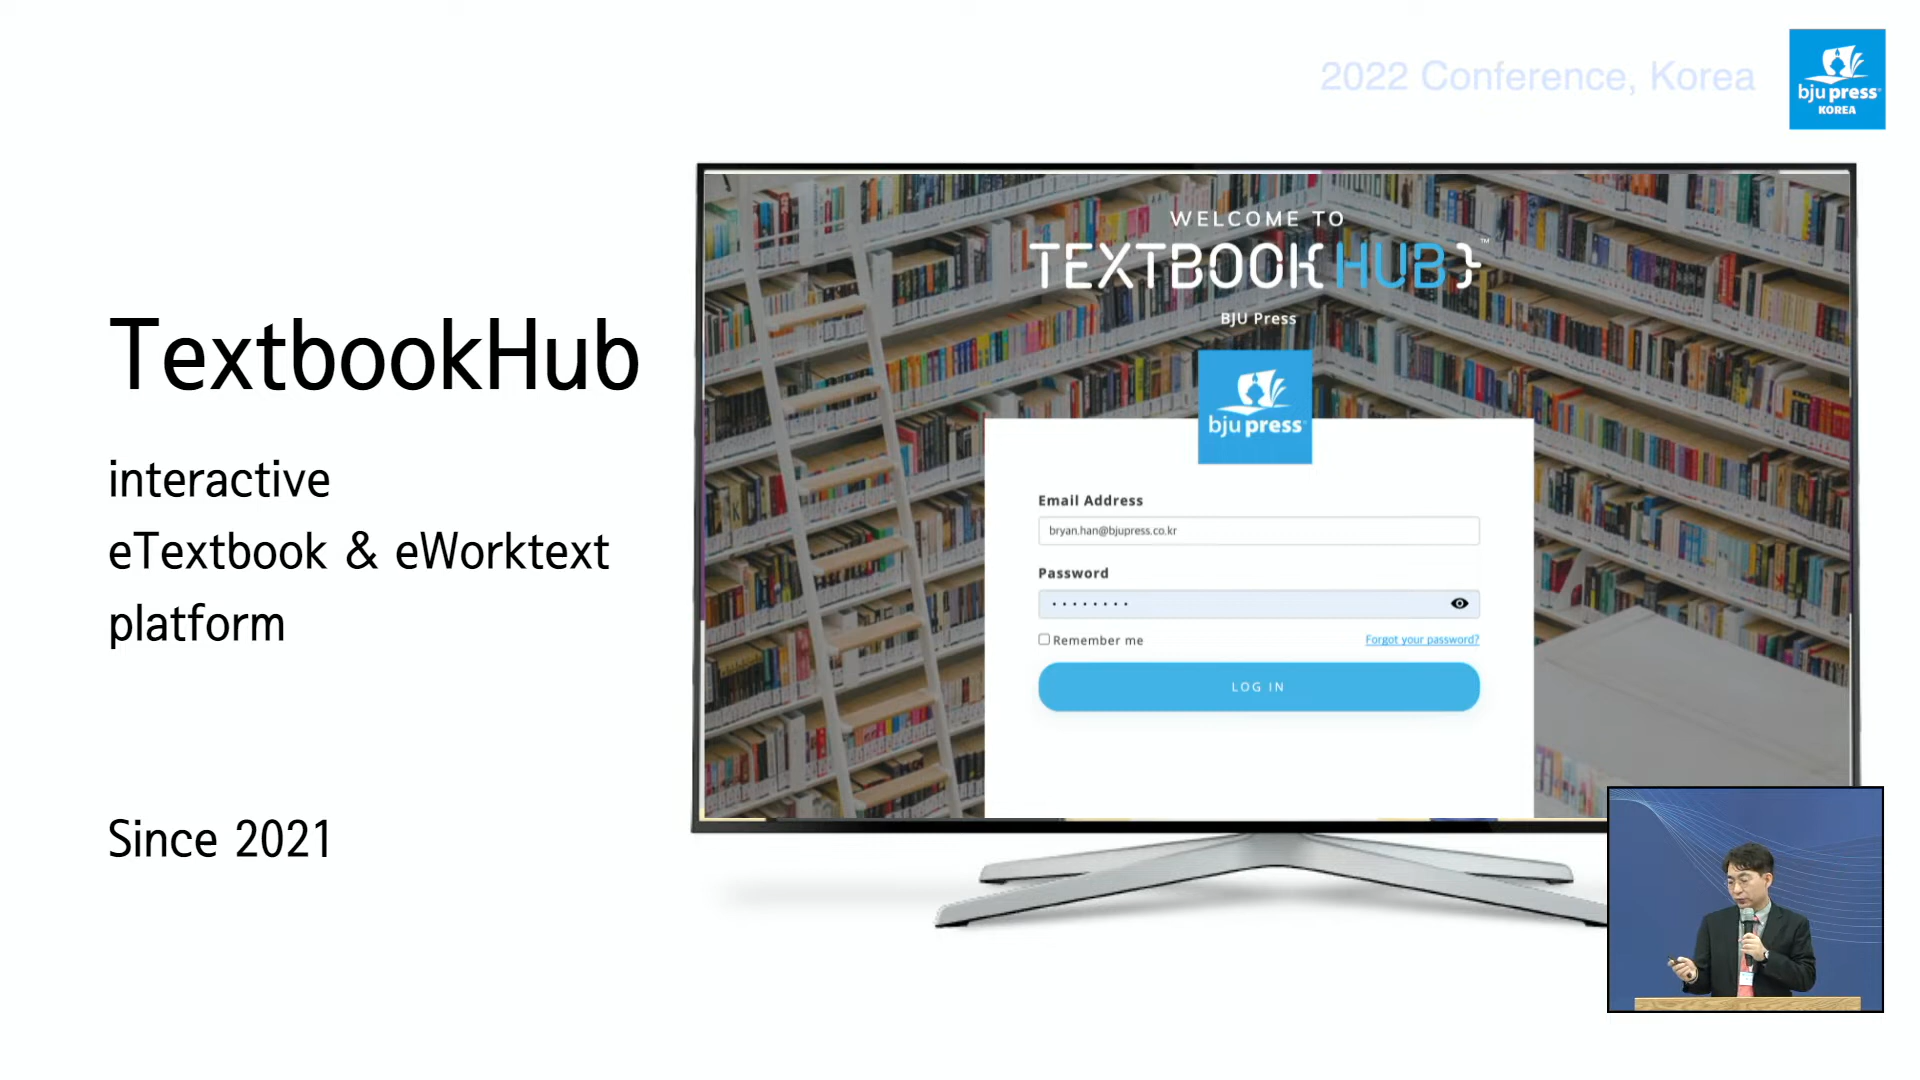 2022 Conference, Korea
bju press
KOREA
WELCOME TO
TEXTBOOK HUB}™
BJU Press
bju press
TextbookHub
interactive
eTextbook & eWorktext
platform
Since 2021
Email Address
bryan.han@bjupress.co.kr
Password
Remember me
Forgot your password?
LOG IN